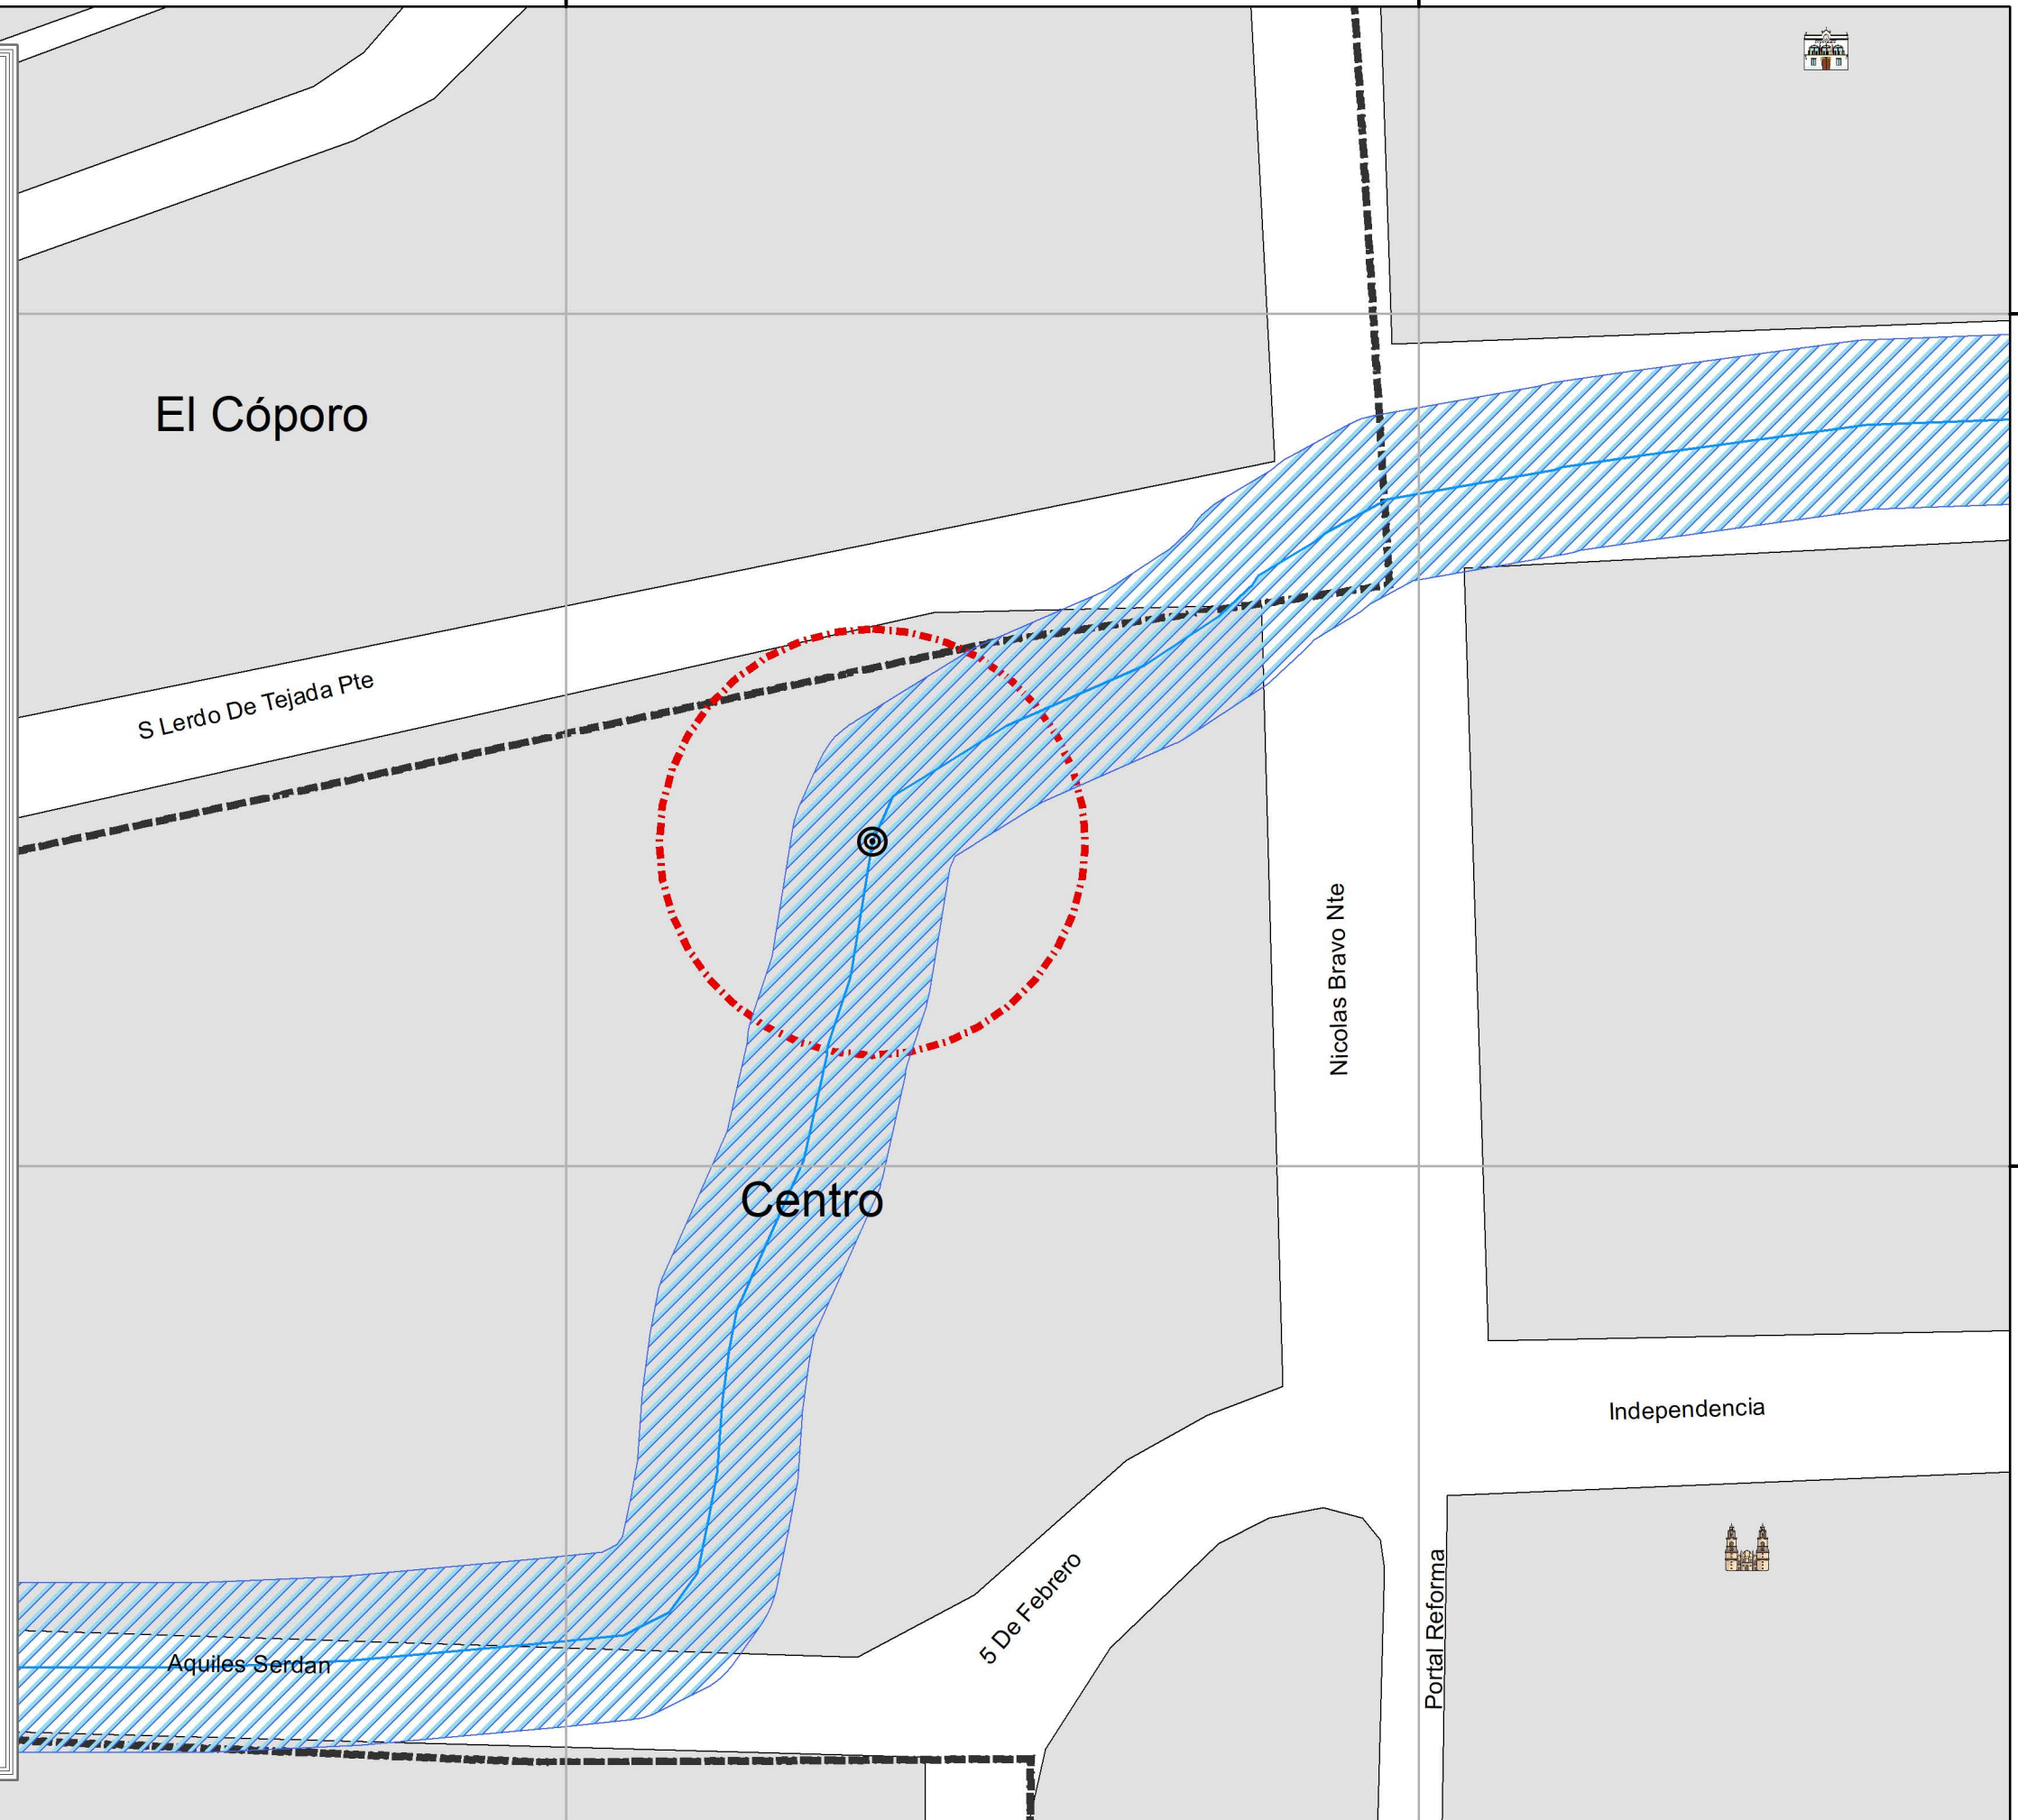 El Cóporo
S Lerdo De Tejada Pte
Nicolas Bravo Nte
Centro
Independencia
5 De Febrero
Portal Reforma
Aquiles Serdan